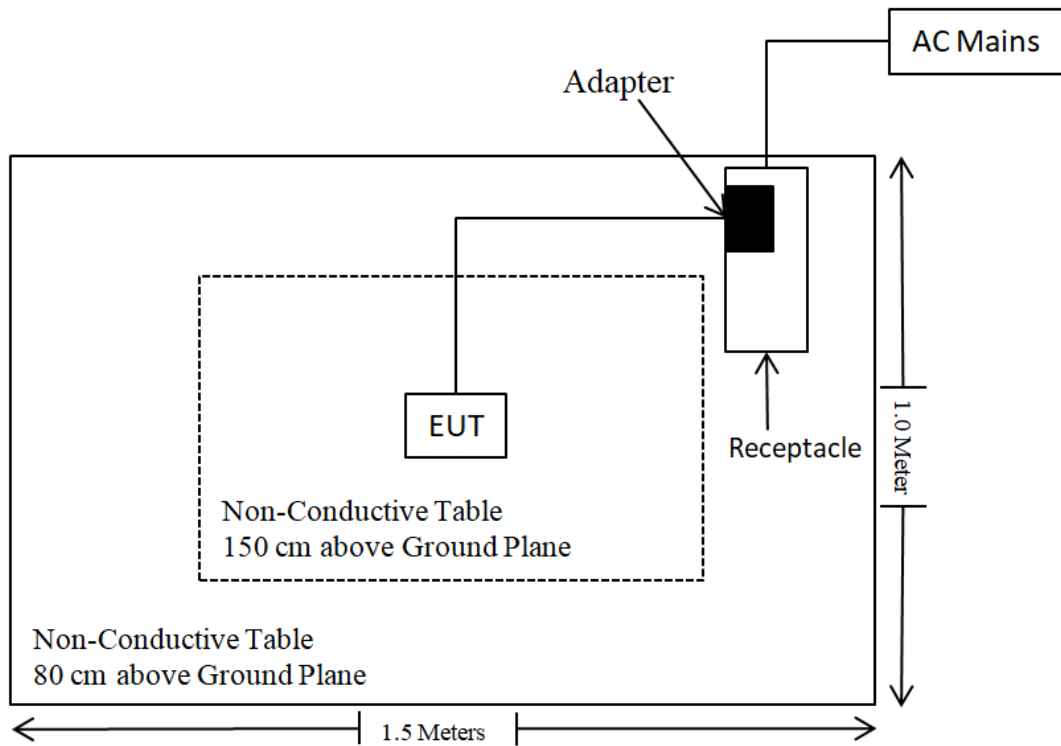 AC Mains
Adapter
EUT
Receptacle
1.0 Meter
Non-Conductive Table
150 cm above Ground Plane
Non-Conductive Table
80 cm above Ground Plane
1.5 Meters